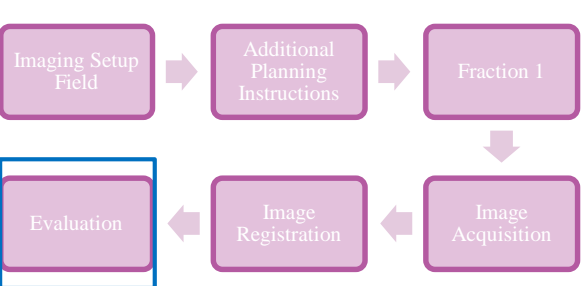 Imaging Setup
Field
Additional
Planning
Instructions
Fraction 1
Evaluation
Image
Registration
Image
Acquisition